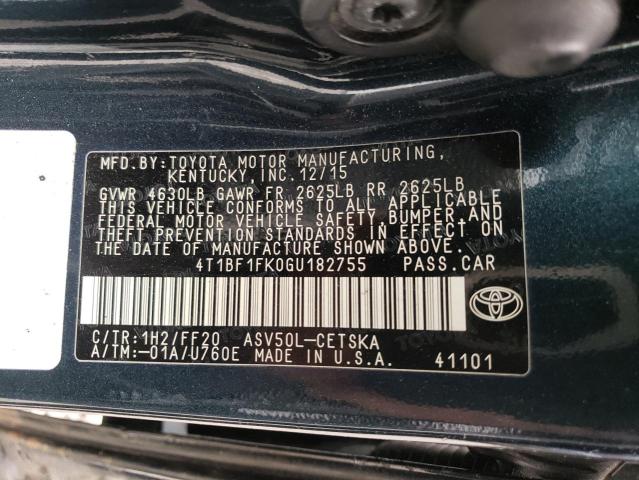 MFD.BY:TOYOTA MOTOR MANUFACTURING,
KENTUCKY,INC.12/15
GVWR 4630LB GAWR FR 2625LB RR 2625LB
THIS VEHICLE CONFORMS TO ALL APPLICABLE
FEDERAL MOTOR VEHICLE SAFETY,BUMPER,AND
THEFT PREVENTION STANDARDS IN EFFECT ON
THE DATE OF MANUFACTURE SHOWN ABOVE.
4T1BF1FK0GU182755 PASS.CAR
C/TR:1H2/FF20 ASV50L-CETSKA
A/TM:-01A/U760E MADE IN U.S.A. 41101